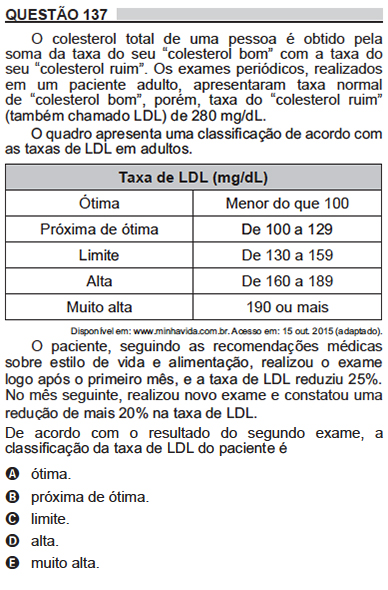 QUESTÃO 137
O colesterol total de uma pessoa é obtido pela
soma da taxa do seu “colesterol bom” com a taxa do
seu “colesterol ruim”. Os exames periódicos, realizados
em um paciente adulto, apresentaram taxa normal
de “colesterol bom”, porém, taxa do “colesterol ruim”
(também chamado LDL) de 280 mg/dL.
O quadro apresenta uma classificação de acordo com
as taxas de LDL em adultos.
Taxa de LDL (mg/dL)
Ótima Menor do que 100
Próxima de ótima De 100 a 129
Limite De 130 a 159
Alta De 160 a 189
Muito alta 190 ou mais
Disponível em: www.minhavida.com.br. Acesso em: 15 out. 2015 (adaptado).
O paciente, seguindo as recomendações médicas
sobre estilo de vida e alimentação, realizou o exame
logo após o primeiro mês, e a taxa de LDL reduziu 25%.
No mês seguinte, realizou novo exame e constatou uma
redução de mais 20% na taxa de LDL.
De acordo com o resultado do segundo exame, a
classificação da taxa de LDL do paciente é
A ótima.
B próxima de ótima.
C limite.
D alta.
E muito alta.